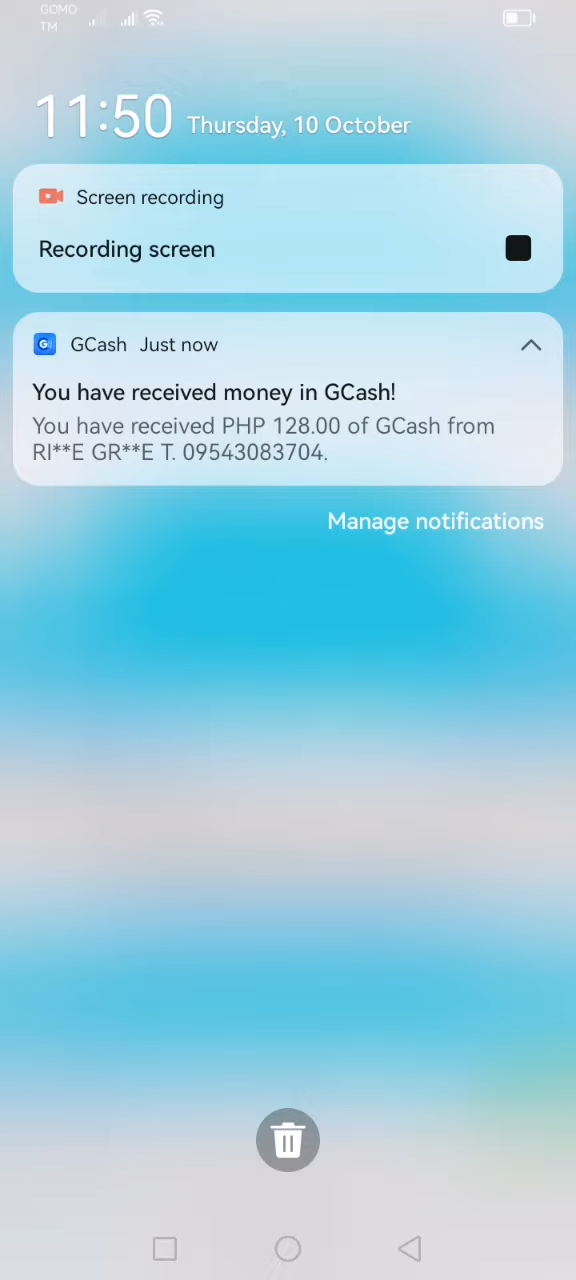 GOMO
TM
11:50 Thursday, 10 October
Screen recording
Recording screen
GCash Just now
You have received money in GCash!
You have received PHP 128.00 of GCash from
RI**E GR**E T. 09543083704.
Manage notifications